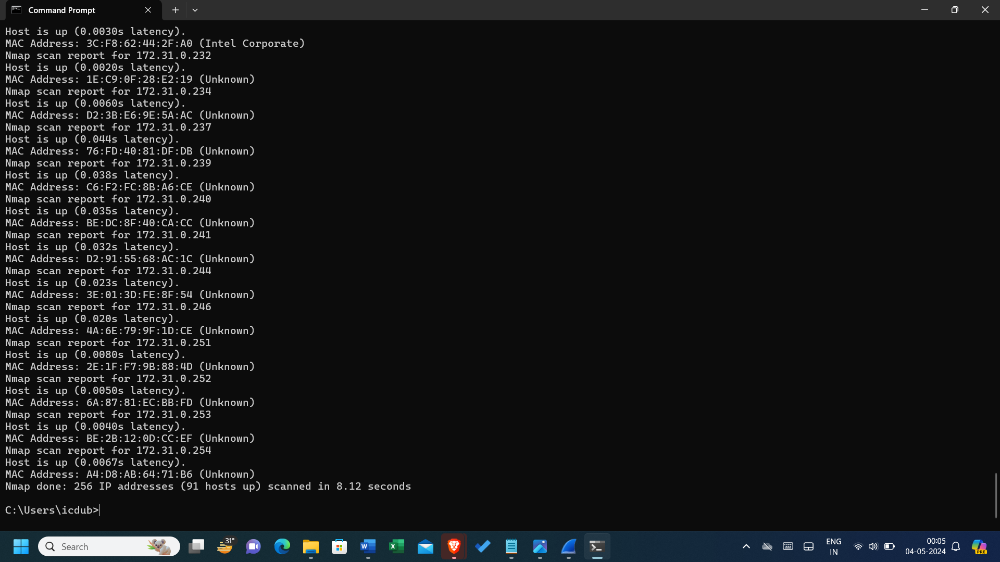 Command Prompt
Host is up (0.0030s latency).
MAC Address: 3C:F8:62:44:2F:A0 (Intel Corporate)
Nmap scan report for 172.31.0.232
Host is up (0.0020s latency).
MAC Address: 1E:C9:0F:28:E2:19 (Unknown)
Nmap scan report for 172.31.0.234
Host is up (0.0060s latency).
MAC Address: D2:3B:E6:9E:5A:AC (Unknown)
Nmap scan report for 172.31.0.237
Host is up (0.044s latency).
MAC Address: 76:FD:40:81:DF:DB (Unknown)
Nmap scan report for 172.31.0.239
Host is up (0.038s latency).
MAC Address: C6:F2:FC:8B:A6:CE (Unknown)
Nmap scan report for 172.31.0.240
Host is up (0.035s latency).
MAC Address: BE:DC:8F:40:CA:CC (Unknown)
Nmap scan report for 172.31.0.241
Host is up (0.032s latency).
MAC Address: D2:91:55:68:AC:1C (Unknown)
Nmap scan report for 172.31.0.244
Host is up (0.023s latency).
MAC Address: 3E:01:3D:FE:8F:54 (Unknown)
Nmap scan report for 172.31.0.246
Host is up (0.020s latency).
MAC Address: 4A:6E:79:9F:1D:CE (Unknown)
Nmap scan report for 172.31.0.251
Host is up (0.0080s latency).
MAC Address: 2E:1F:F7:9B:88:4D (Unknown)
Nmap scan report for 172.31.0.252
Host is up (0.0050s latency).
MAC Address: 6A:87:81:EC:BB:FD (Unknown)
Nmap scan report for 172.31.0.253
Host is up (0.0040s latency).
MAC Address: BE:2B:12:0D:CC:EF (Unknown)
Nmap scan report for 172.31.0.254
Host is up (0.0067s latency).
MAC Address: A4:D8:AB:64:71:B6 (Unknown)
Nmap done: 256 IP addresses (91 hosts up) scanned in 8.12 seconds
C:\Users\icdub>
Search
31°
W
X
ENG
IN
00:05
04-05-2024
PRE